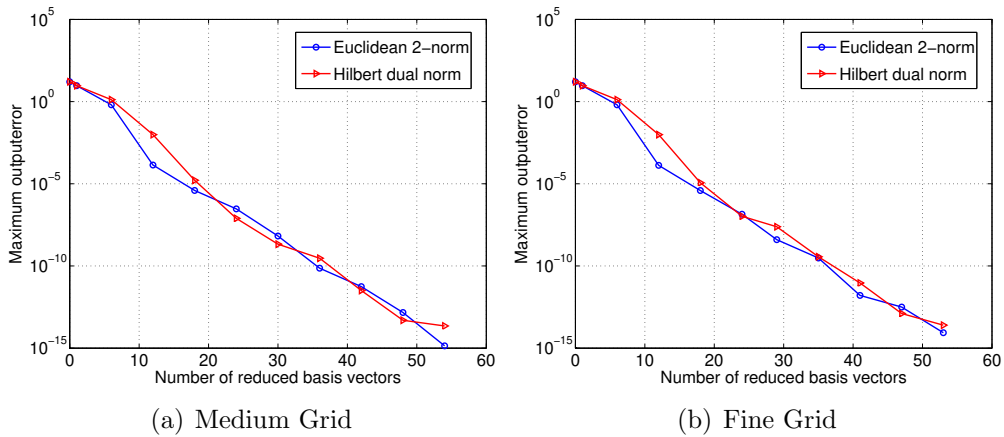 10^5
10^0
10^−5
10^−10
10^−15
Maximum outputerror
Euclidean 2−norm
Hilbert dual norm
0 10 20 30 40 50 60
Number of reduced basis vectors
(a) Medium Grid
10^5
10^0
10^−5
10^−10
10^−15
Maximum outputerror
Euclidean 2−norm
Hilbert dual norm
0 10 20 30 40 50 60
Number of reduced basis vectors
(b) Fine Grid